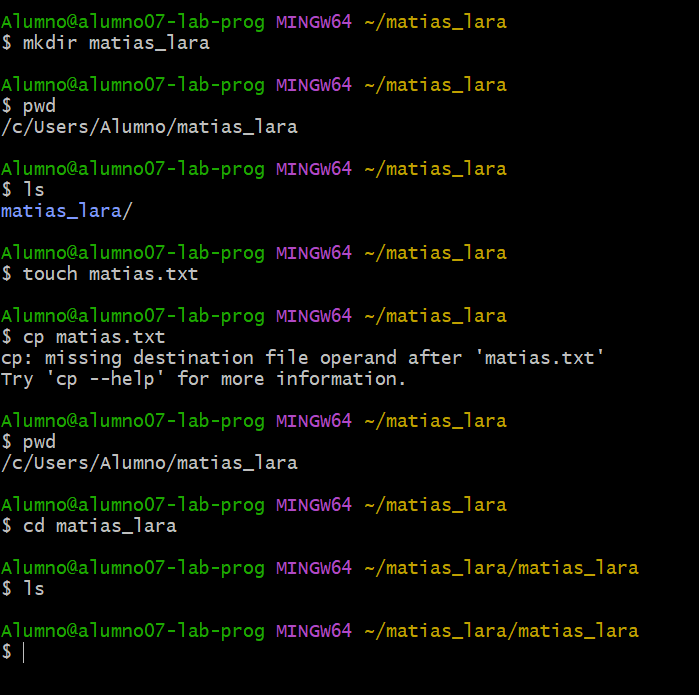 Alumno@alumno07-lab-prog MINGW64 ~/matias_lara
$ mkdir matias_lara
Alumno@alumno07-lab-prog MINGW64 ~/matias_lara
$ pwd
/c/Users/Alumno/matias_lara
Alumno@alumno07-lab-prog MINGW64 ~/matias_lara
$ ls
matias_lara/
Alumno@alumno07-lab-prog MINGW64 ~/matias_lara
$ touch matias.txt
Alumno@alumno07-lab-prog MINGW64 ~/matias_lara
$ cp matias.txt
cp: missing destination file operand after 'matias.txt'
Try 'cp --help' for more information.
Alumno@alumno07-lab-prog MINGW64 ~/matias_lara
$ pwd
/c/Users/Alumno/matias_lara
Alumno@alumno07-lab-prog MINGW64 ~/matias_lara
$ cd matias_lara
Alumno@alumno07-lab-prog MINGW64 ~/matias_lara/matias_lara
$ ls
Alumno@alumno07-lab-prog MINGW64 ~/matias_lara/matias_lara
$